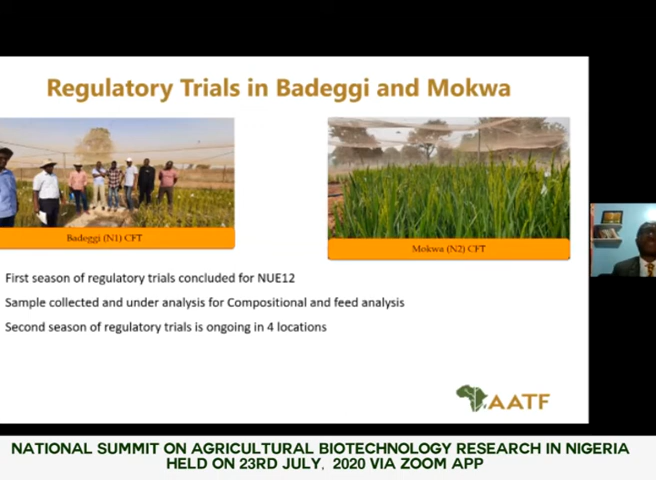 Regulatory Trials in Badeggi and Mokwa
Badeggi (N1) CFT
Mokwa (N2) CFT
First season of regulatory trials concluded for NUE12
Sample collected and under analysis for Compositional and feed analysis
Second season of regulatory trials is ongoing in 4 locations
AATF
NATIONAL SUMMIT ON AGRICULTURAL BIOTECHNOLOGY RESEARCH IN NIGERIA
HELD ON 23RD JULY, 2020 VIA ZOOM APP